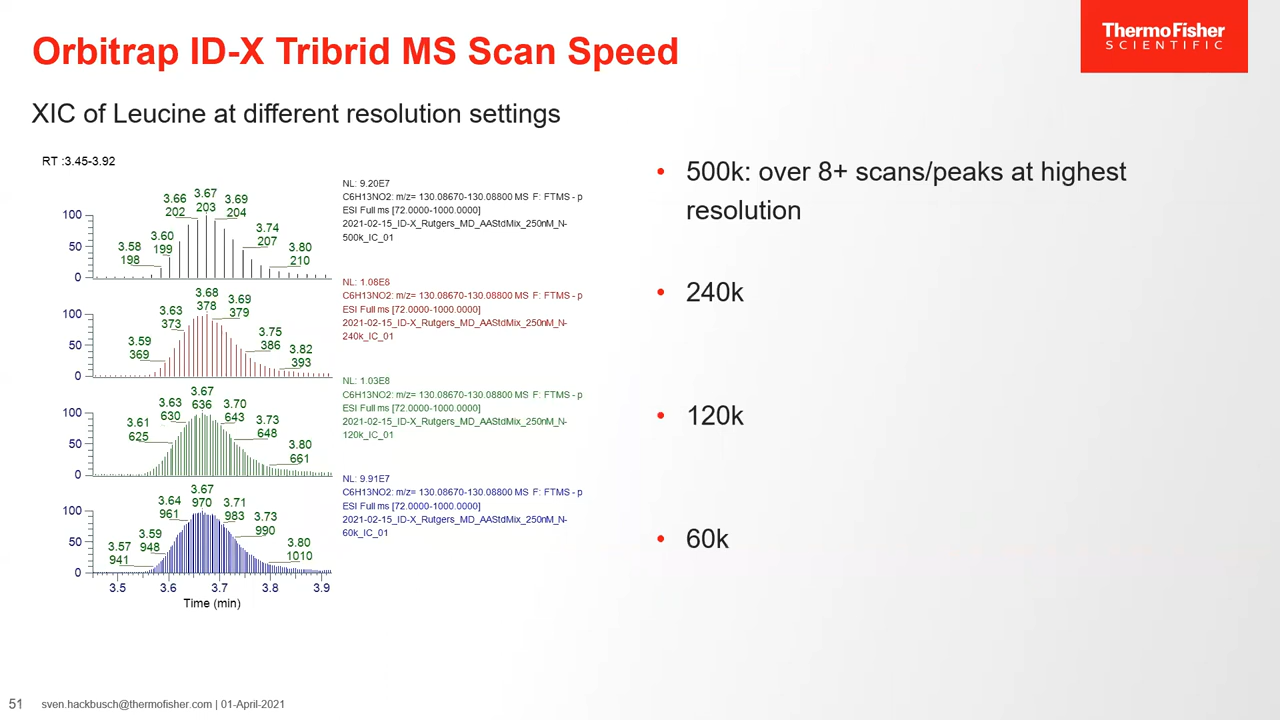 Orbitrap ID-X Tribrid MS Scan Speed
ThermoFisher
SCIENTIFIC
XIC of Leucine at different resolution settings
RT :3.45-3.92
NL: 9.20E7
C6H13NO2: m/z= 130.08670-130.08800 MS F: FTMS - p
ESI Full ms [72.0000-1000.0000]
2021-02-15_ID-X_Rutgers_MD_AAStdMix_250nM_N-
500k_IC_01
3.67
203
3.66
202
3.69
204
3.74
207
3.60
199
3.58
198
3.80
210
100
50
0
NL: 1.08E8
C6H13NO2: m/z= 130.08670-130.08800 MS F: FTMS - p
ESI Full ms [72.0000-1000.0000]
2021-02-15_ID-X_Rutgers_MD_AAStdMix_250nM_N-
240k_IC_01
3.68
378
3.69
379
3.63
373
3.75
386
3.59
369
3.82
393
100
50
0
NL: 1.03E8
C6H13NO2: m/z= 130.08670-130.08800 MS F: FTMS - p
ESI Full ms [72.0000-1000.0000]
2021-02-15_ID-X_Rutgers_MD_AAStdMix_250nM_N-
120k_IC_01
3.67
636
3.63
630
3.70
643
3.61
625
3.73
648
3.80
661
100
50
0
NL: 9.91E7
C6H13NO2: m/z= 130.08670-130.08800 MS F: FTMS - p
ESI Full ms [72.0000-1000.0000]
2021-02-15_ID-X_Rutgers_MD_AAStdMix_250nM_N-
60k_IC_01
3.67
970
3.64
961
3.71
983
3.73
990
3.59
948
3.57
941
3.80
1010
100
50
0
3.5 3.6 3.7 3.8 3.9
Time (min)
• 500k: over 8+ scans/peaks at highest
resolution
• 240k
• 120k
• 60k
51 sven.hackbusch@thermofisher.com | 01-April-2021